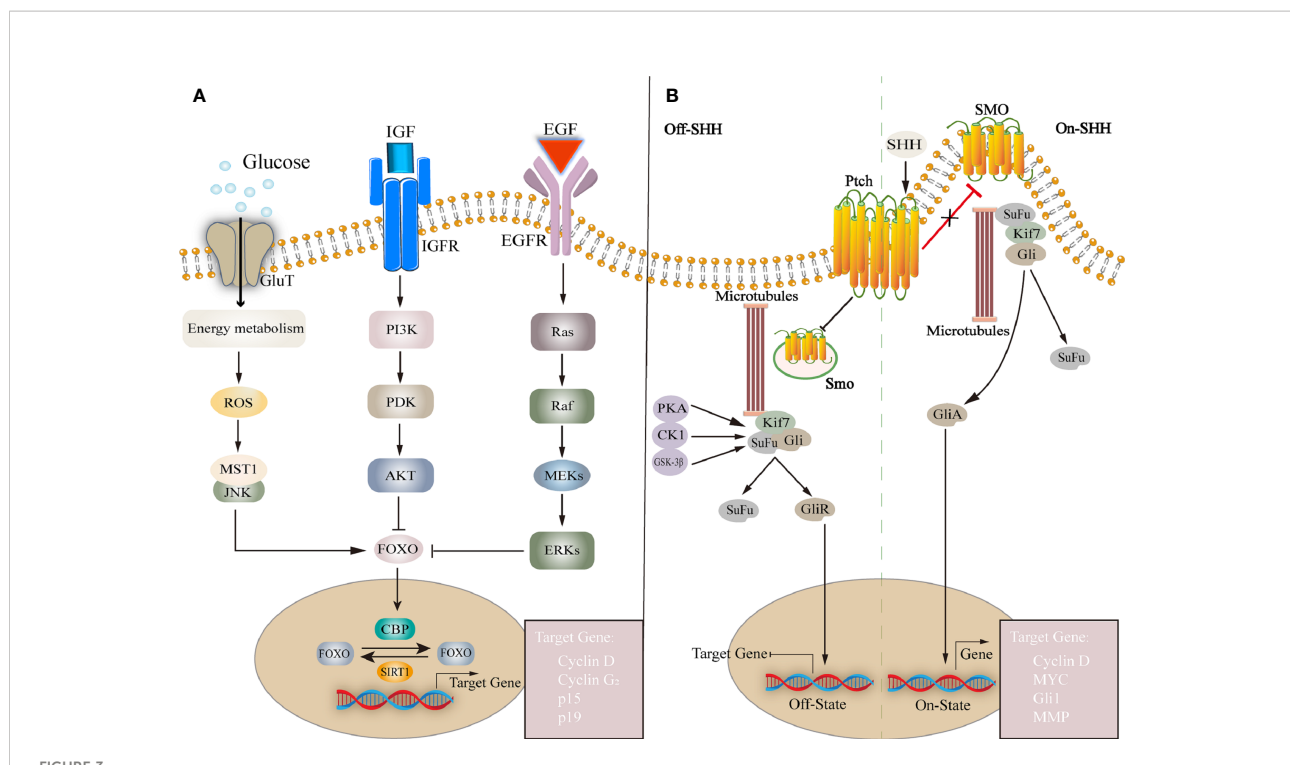 A
Glucose
GluT
Energy metabolism
ROS
MST1
JNK
IGF
IGFR
PI3K
PDK
AKT
FOXO
EGF
EGFR
Ras
Raf
MEKs
ERKs
CBP
FOXO
FOXO
SIRT1
Target Gene
Target Gene:
Cyclin D
Cyclin G₂
p15
p19
B
Off-SHH
SMO
On-SHH
SHH
Ptch
SuFu
Kif7
Gli
Microtubules
Microtubules
SuFu
Smo
PKA
CK1
GSK-3β
Kif7
SuFu
Gli
GliA
SuFu
GliR
Target Gene
Off-State
Gene
On-State
Target Gene:
Cyclin D
MYC
Gli1
MMP